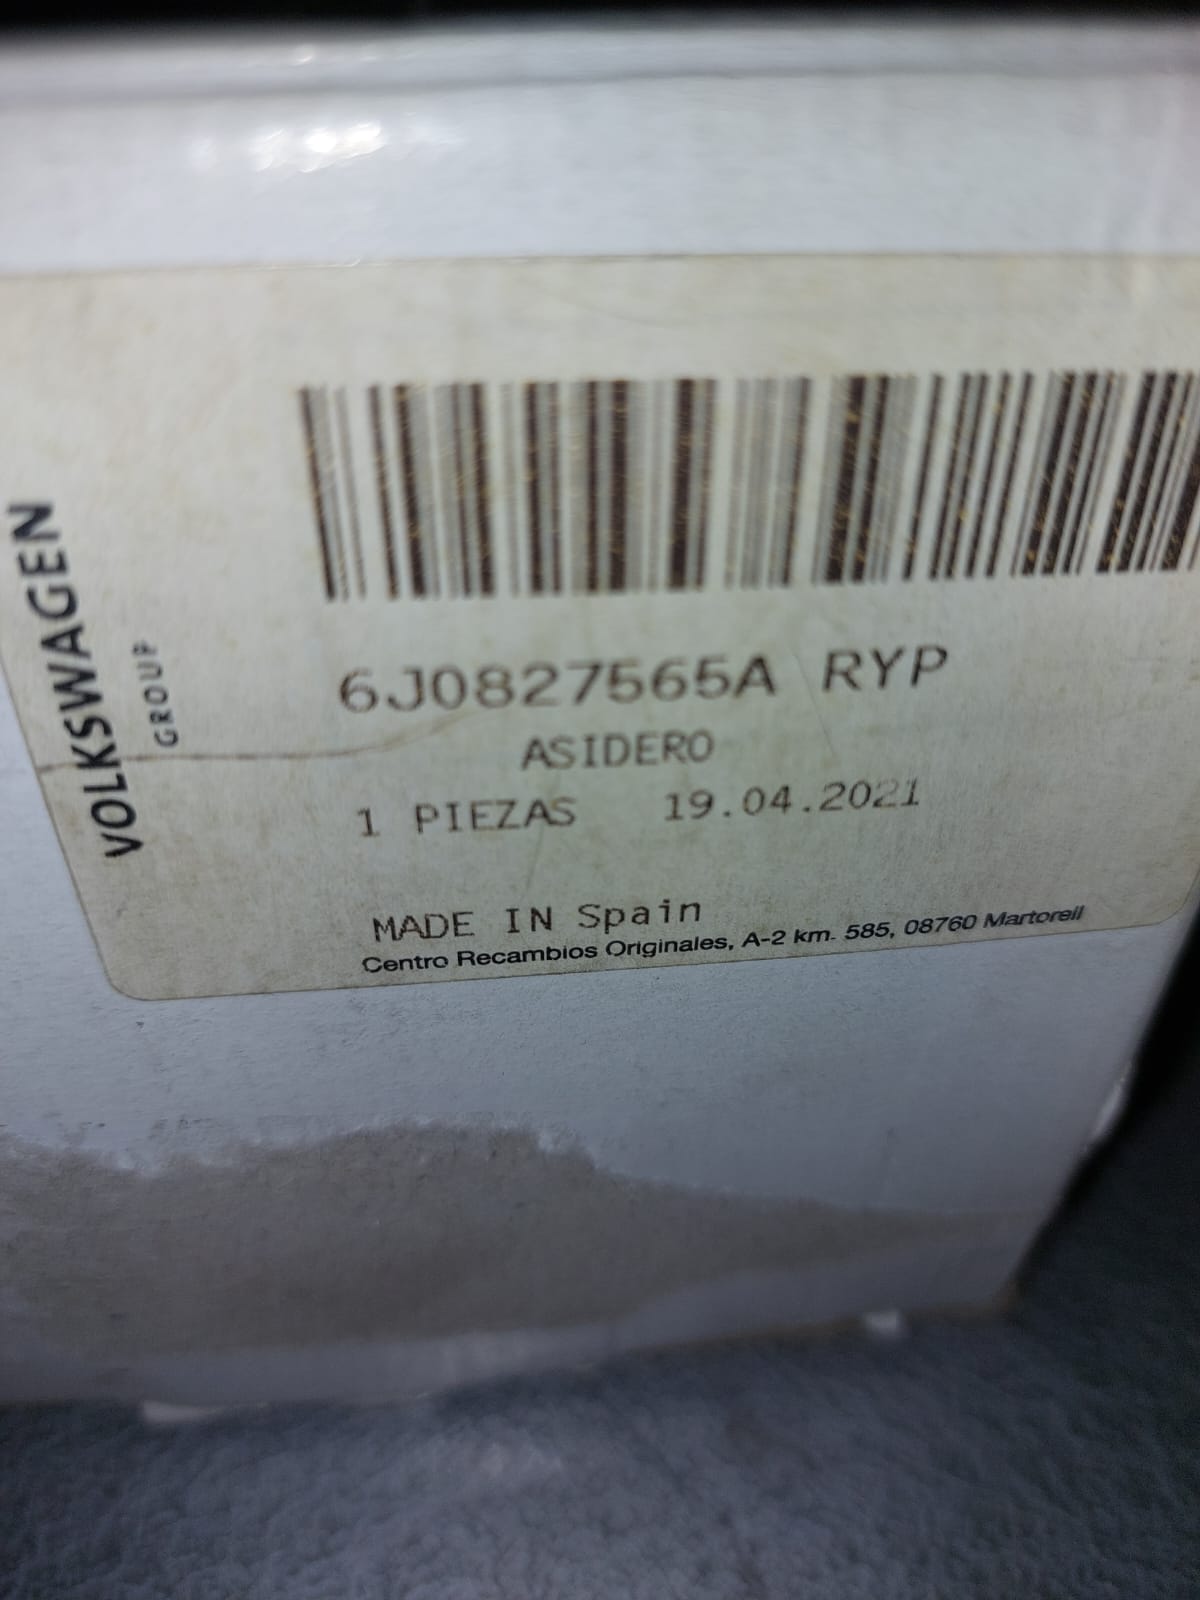 VOLKSWAGEN
GROUP
6J0827565A RYP
ASIDERO
1 PIEZAS 19.04.2021
MADE IN Spain
Centro Recambios Originales, A-2 km. 585, 08760 Martorell